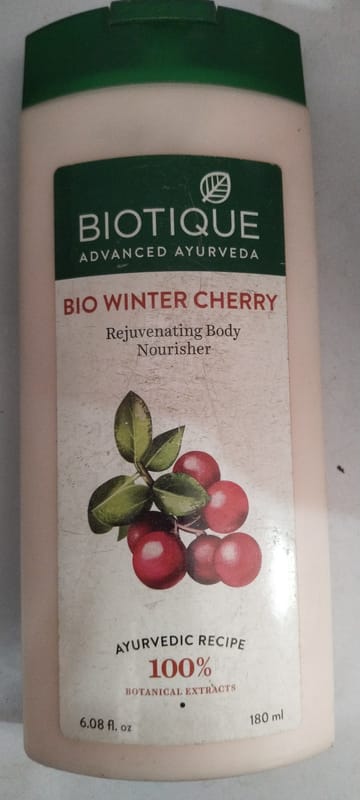 BIOTIQUE
ADVANCED AYURVEDA
BIO WINTER CHERRY
Rejuvenating Body
Nourisher
AYURVEDIC RECIPE
100%
BOTANICAL EXTRACTS
6.08 fl. oz
180 ml